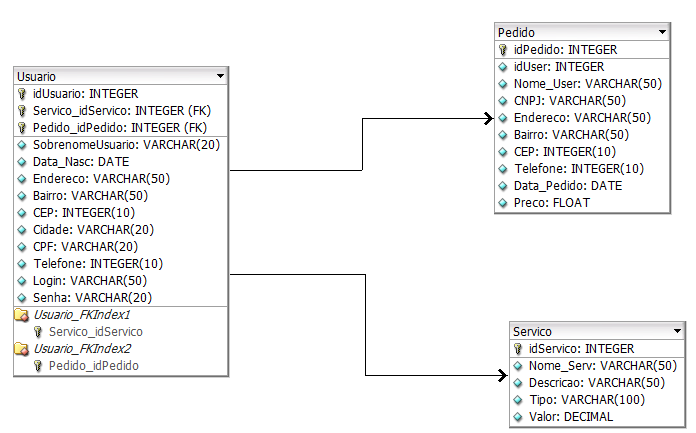 Usuario
idUsuario: INTEGER
Servico_idServico: INTEGER (FK)
Pedido_idPedido: INTEGER (FK)
SobrenomeUsuario: VARCHAR(20)
Data_Nasc: DATE
Endereco: VARCHAR(50)
Bairro: VARCHAR(50)
CEP: INTEGER(10)
Cidade: VARCHAR(20)
CPF: VARCHAR(20)
Telefone: INTEGER(10)
Login: VARCHAR(50)
Senha: VARCHAR(20)
Usuario_FKIndex1
Servico_idServico
Usuario_FKIndex2
Pedido_idPedido
Pedido
idPedido: INTEGER
idUser: INTEGER
Nome_User: VARCHAR(50)
CNPJ: VARCHAR(50)
Endereco: VARCHAR(50)
Bairro: VARCHAR(50)
CEP: INTEGER(10)
Telefone: INTEGER(10)
Data_Pedido: DATE
Preco: FLOAT
Servico
idServico: INTEGER
Nome_Serv: VARCHAR(50)
Descricao: VARCHAR(50)
Tipo: VARCHAR(100)
Valor: DECIMAL